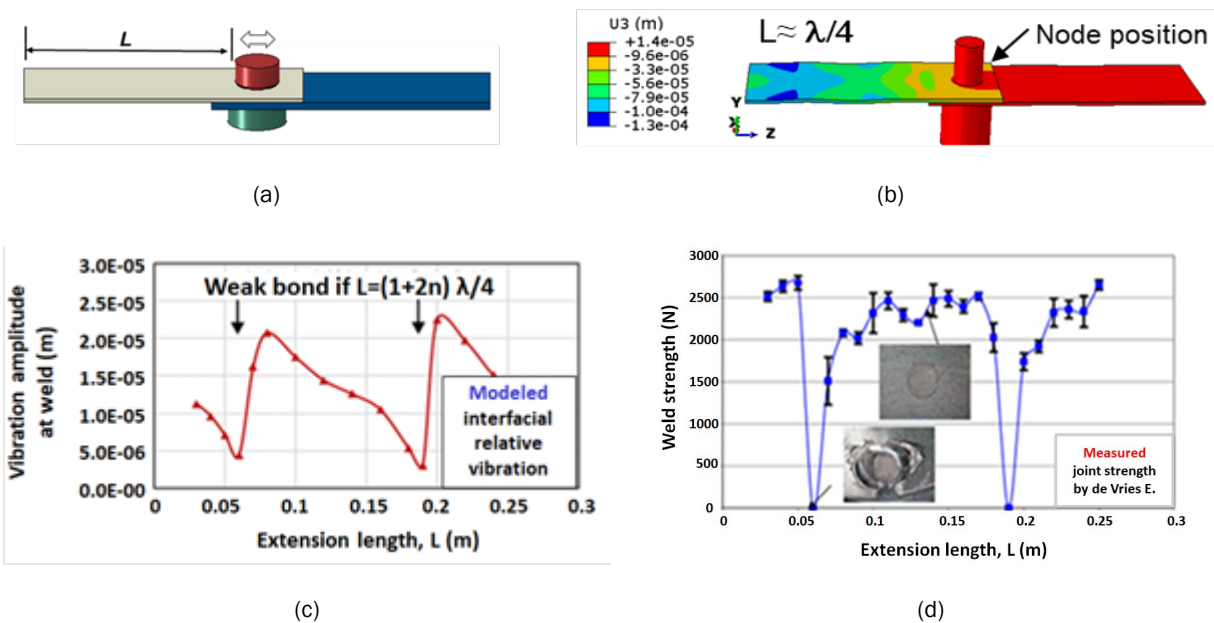 L
(a)
U3 (m)
+1.4e-05
-9.6e-06
-3.3e-05
-5.6e-05
-7.9e-05
-1.0e-04
-1.3e-04
L≈ λ/4
Node position
Y
X
Z
(b)
3.0E-05
2.5E-05
2.0E-05
1.5E-05
1.0E-05
5.0E-06
0.0E+00
Vibration amplitude
at weld (m)
Weak bond if L=(1+2n) λ/4
Modeled
interfacial
relative
vibration
0 0.05 0.1 0.15 0.2 0.25 0.3
Extension length, L (m)
(c)
3000
2500
2000
1500
1000
500
0
Weld strength (N)
Measured
joint strength
by de Vries E.
0 0.05 0.1 0.15 0.2 0.25 0.3
Extension length, L (m)
(d)